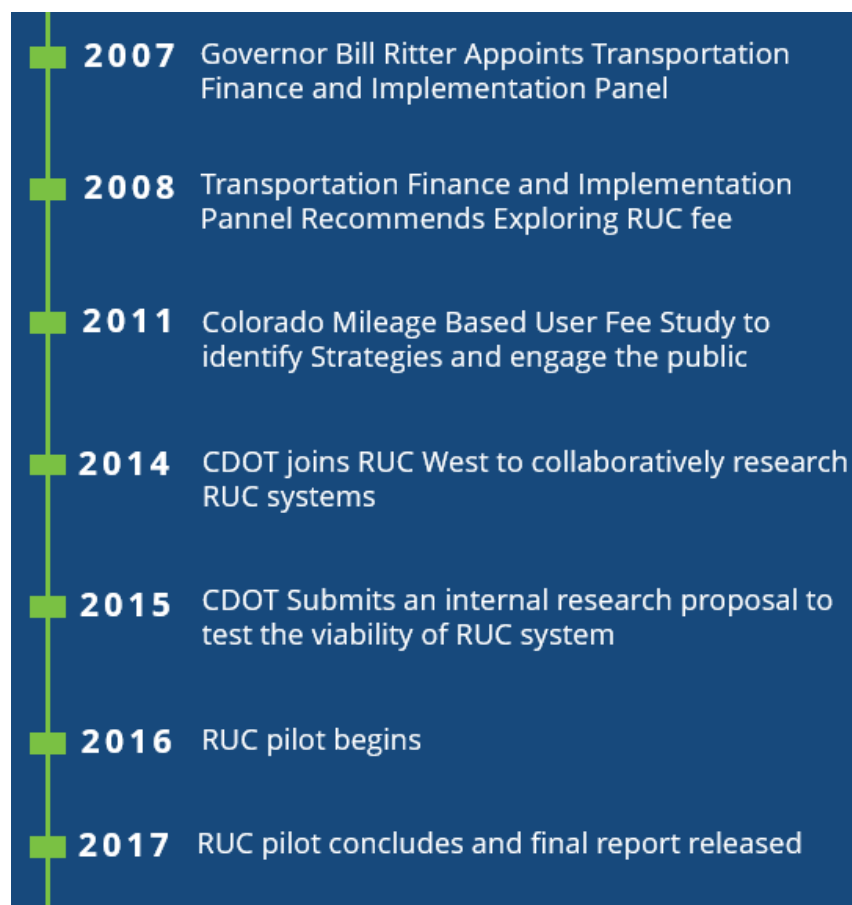 2007 Governor Bill Ritter Appoints Transportation
Finance and Implementation Panel
2008 Transportation Finance and Implementation
Pannel Recommends Exploring RUC fee
2011 Colorado Mileage Based User Fee Study to
identify Strategies and engage the public
2014 CDOT joins RUC West to collaboratively research
RUC systems
2015 CDOT Submits an internal research proposal to
test the viability of RUC system
2016 RUC pilot begins
2017 RUC pilot concludes and final report released